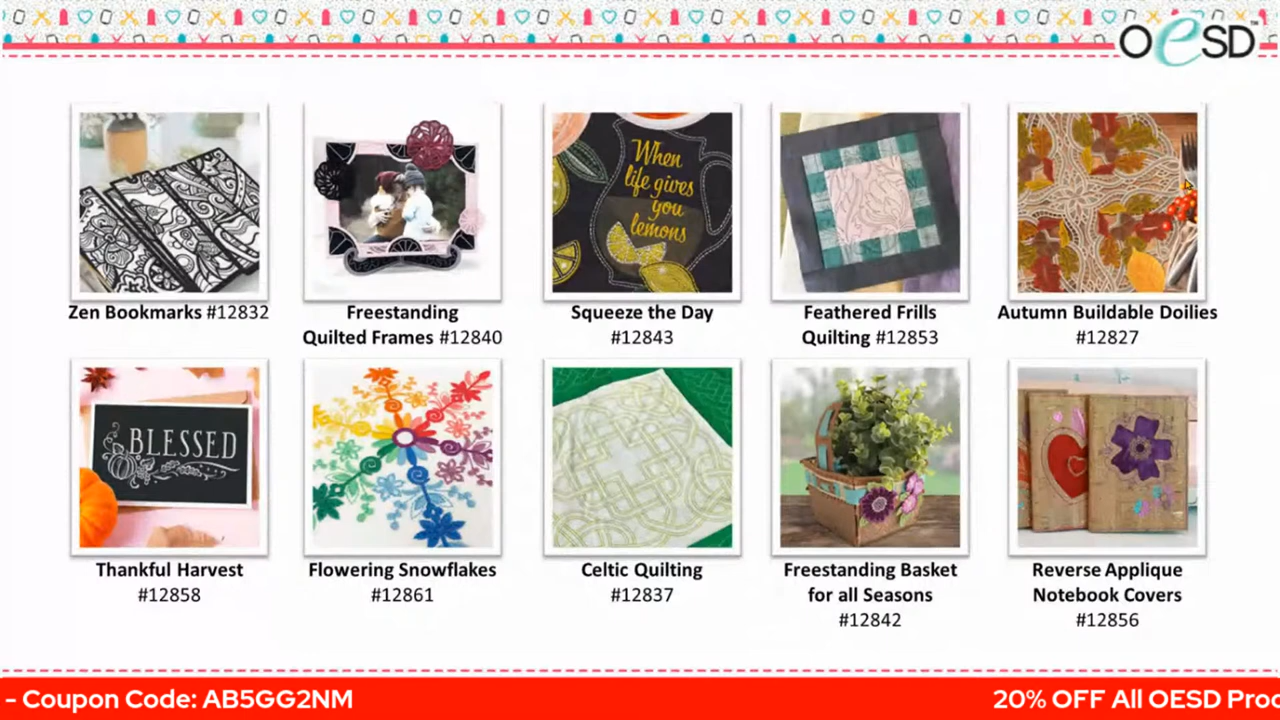 OESD™
When
life gives
you
lemons
Zen Bookmarks #12832
Freestanding
Quilted Frames #12840
Squeeze the Day
#12843
Feathered Frills
Quilting #12853
Autumn Buildable Doilies
#12827
BLESSED
Thankful Harvest
#12858
Flowering Snowflakes
#12861
Celtic Quilting
#12837
Freestanding Basket
for all Seasons
#12842
Reverse Applique
Notebook Covers
#12856
– Coupon Code: AB5GG2NM
20% OFF All OESD Proc